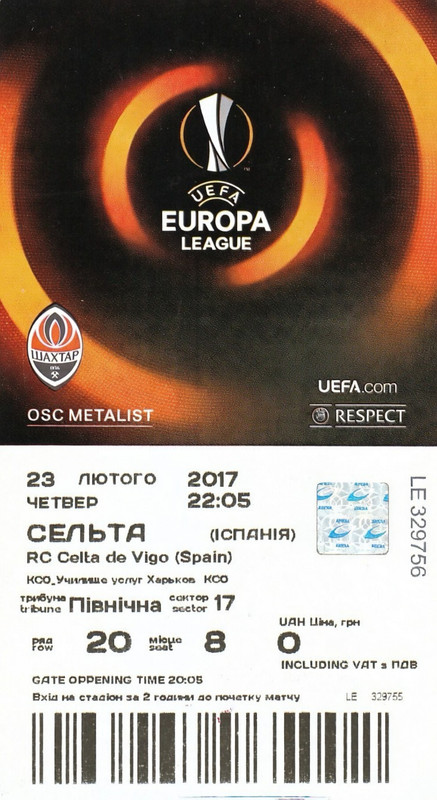 UEFA
EUROPA
LEAGUE
ШАХТАР
UEFA.com
OSC METALIST
RESPECT
23 ЛЮТОГО 2017
ЧЕТВЕР 22:05
СЕЛЬТА (ІСПАНІЯ)
RC Celta de Vigo (Spain)
КСО_Училище услуг Харьков КСО
трибуна
tribune Північна сектор
sector 17
UAH Ціна, грн
ряд
row 20 місце
seat 8 0
INCLUDING VAT з ПДВ
GATE OPPENING TIME 20:05
Вхід на стадіон за 2 години до початку матчу LE 329755
LE 329756